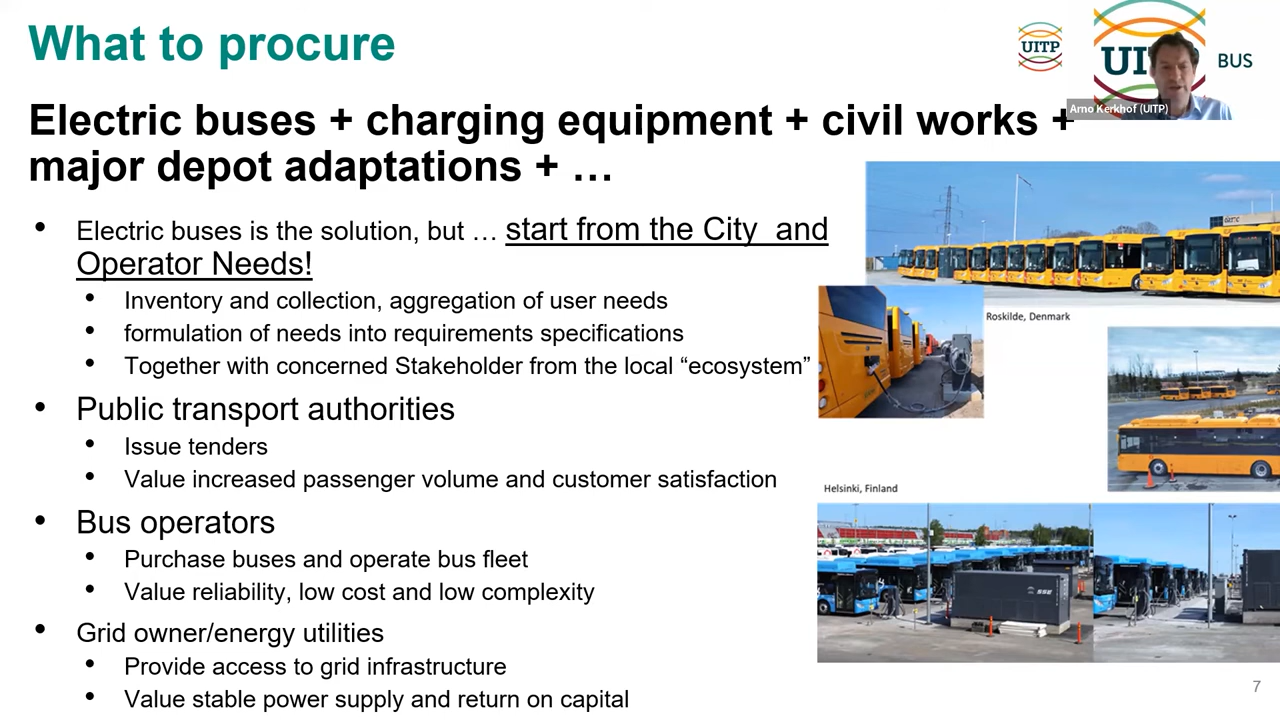 What to procure
UITP
UITP BUS
Arno Kerkhof (UITP)
Electric buses + charging equipment + civil works +
major depot adaptations + …
• Electric buses is the solution, but … start from the City and
Operator Needs!
• Inventory and collection, aggregation of user needs
• formulation of needs into requirements specifications
• Together with concerned Stakeholder from the local “ecosystem”
• Public transport authorities
• Issue tenders
• Value increased passenger volume and customer satisfaction
• Bus operators
• Purchase buses and operate bus fleet
• Value reliability, low cost and low complexity
• Grid owner/energy utilities
• Provide access to grid infrastructure
• Value stable power supply and return on capital
Roskilde, Denmark
Helsinki, Finland
SSE
7